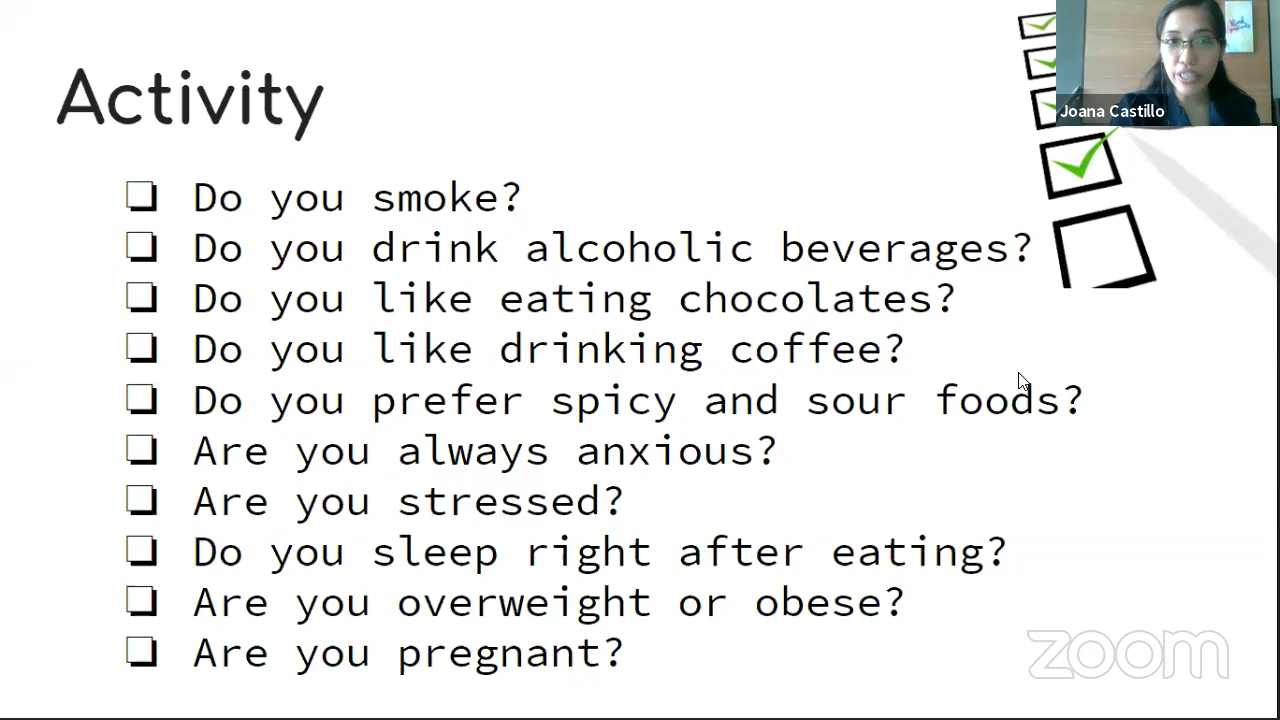 Joana Castillo
Activity
❏ Do you smoke?
❏ Do you drink alcoholic beverages?
❏ Do you like eating chocolates?
❏ Do you like drinking coffee?
❏ Do you prefer spicy and sour foods?
❏ Are you always anxious?
❏ Are you stressed?
❏ Do you sleep right after eating?
❏ Are you overweight or obese?
❏ Are you pregnant?
zoom